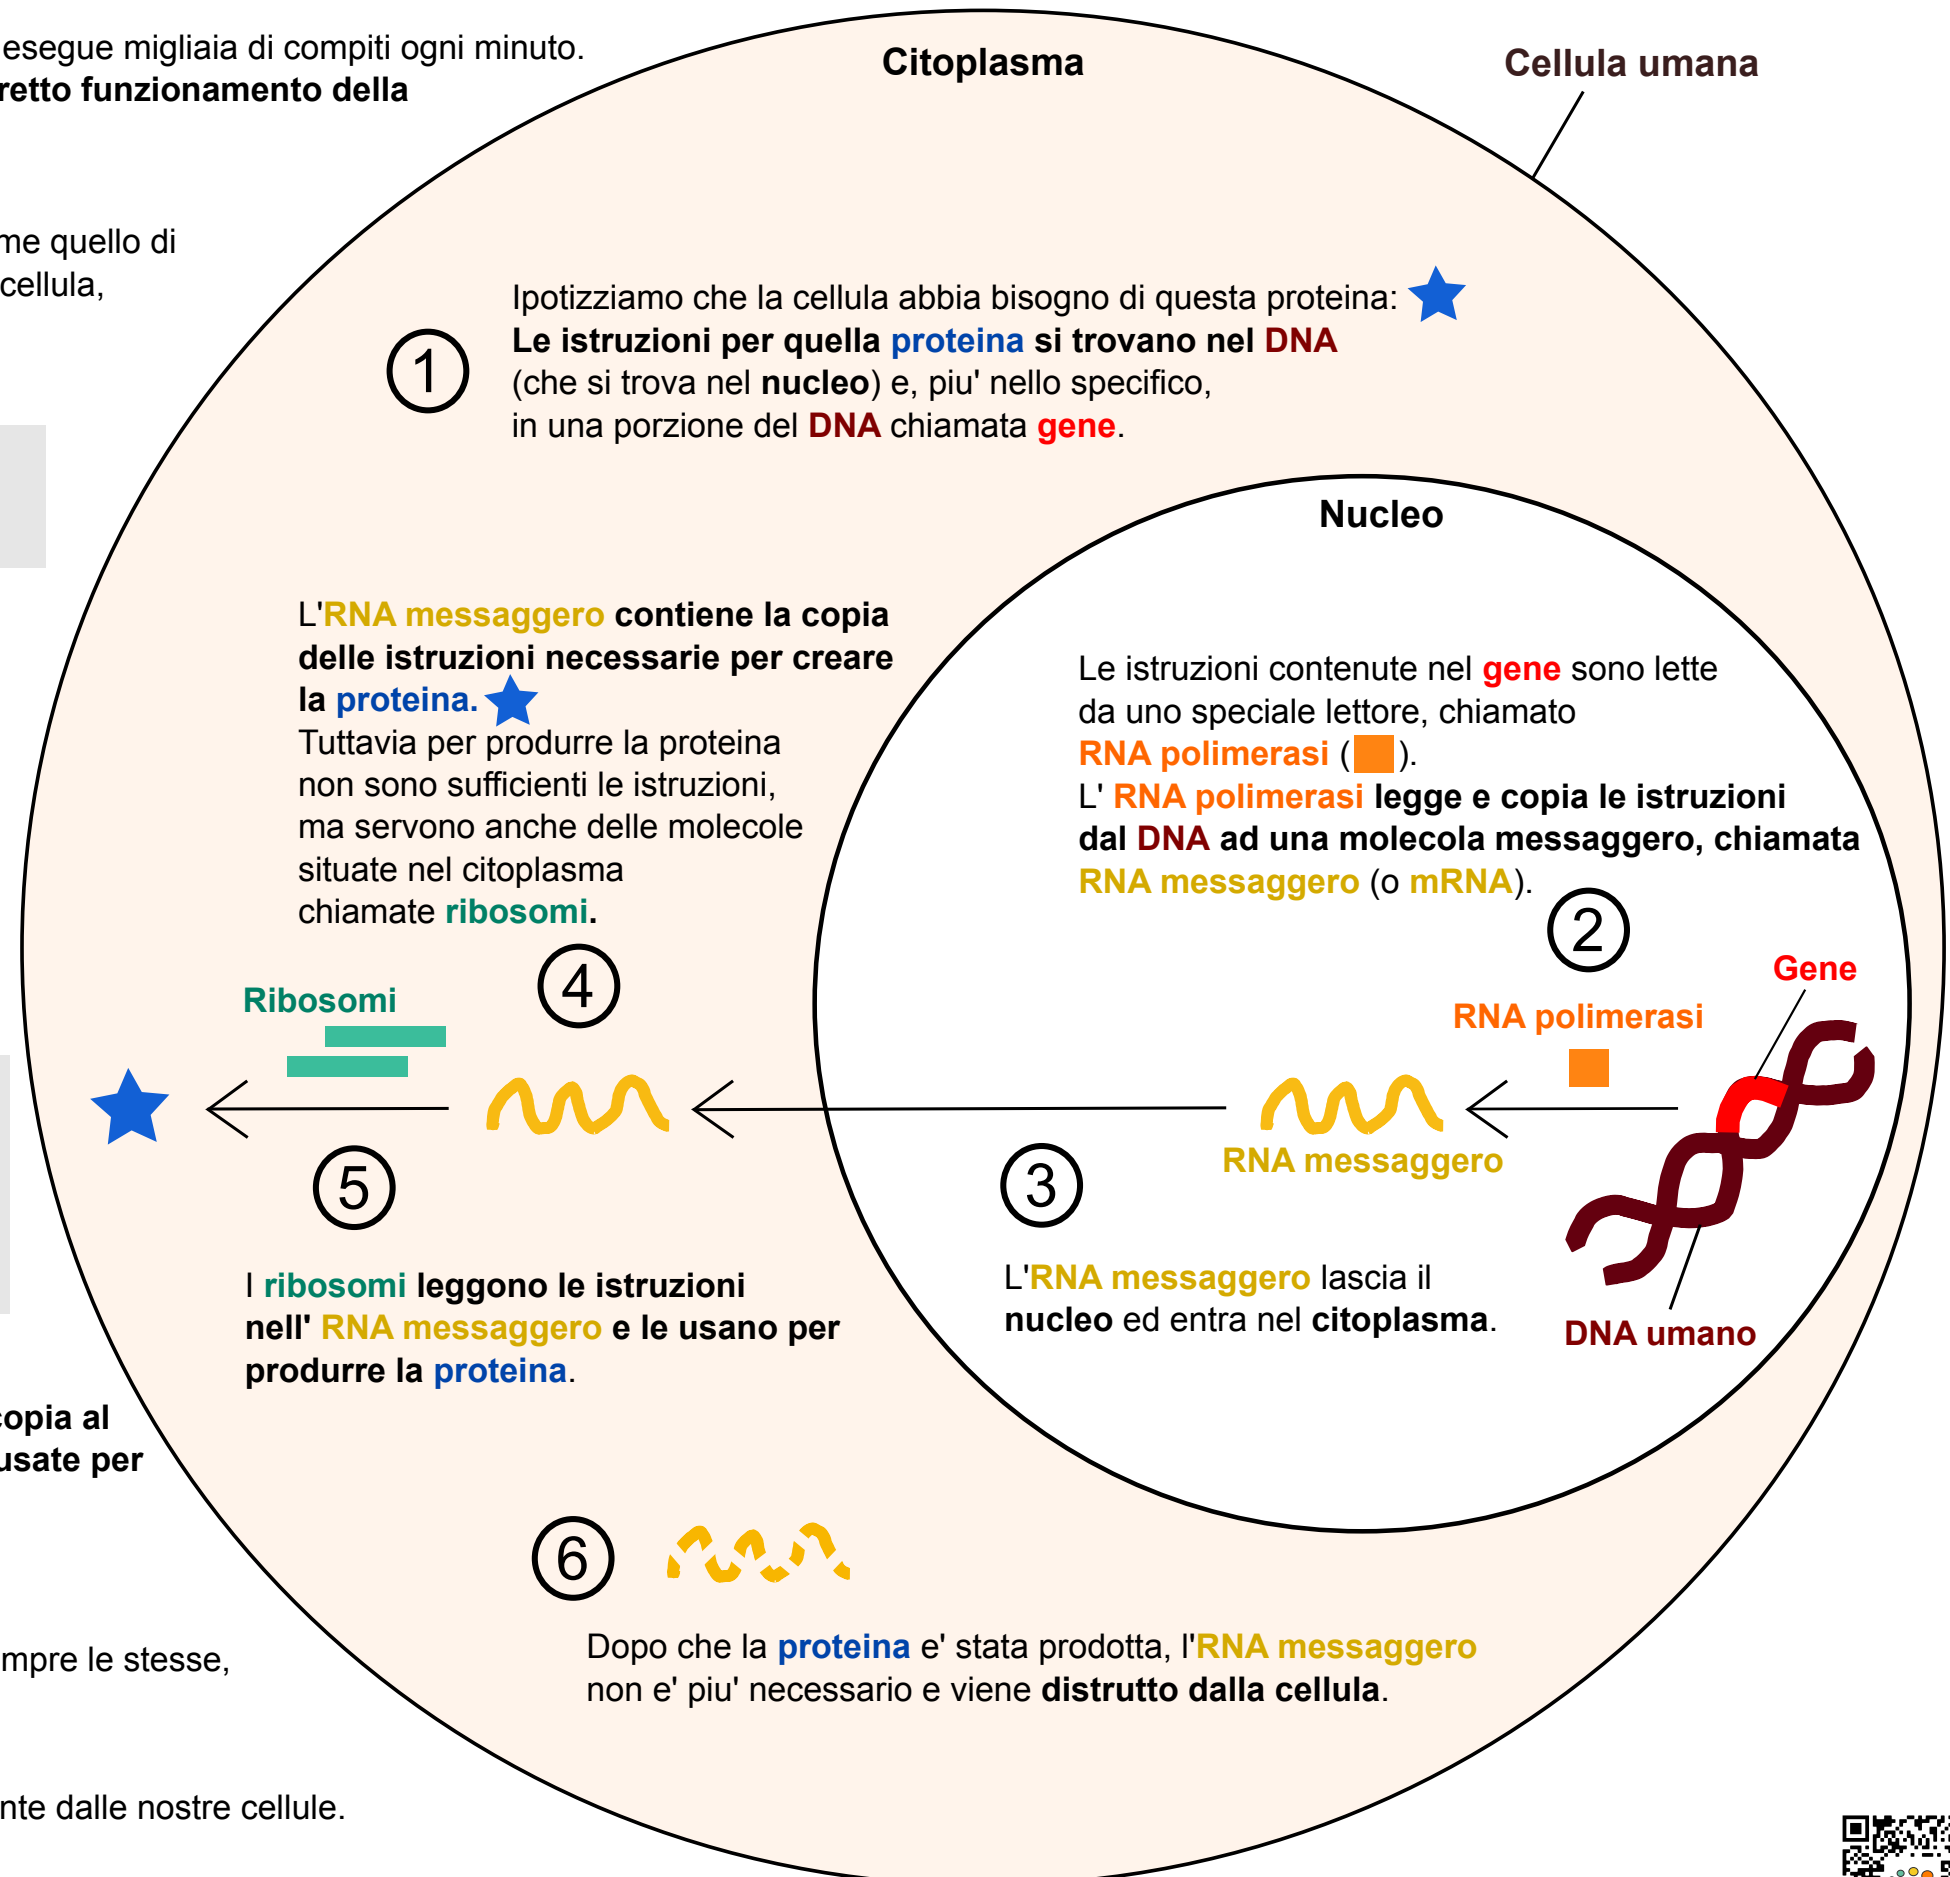 esegue migliaia di compiti ogni minuto.
retto funzionamento della
me quello di
cellula,
copia al
usate per
mpre le stesse,
nte dalle nostre cellule.
Citoplasma
Cellula umana
1
Ipotizziamo che la cellula abbia bisogno di questa proteina:
Le istruzioni per quella proteina si trovano nel DNA
(che si trova nel nucleo) e, piu' nello specifico,
in una porzione del DNA chiamata gene.
Nucleo
Le istruzioni contenute nel gene sono lette
da uno speciale lettore, chiamato
RNA polimerasi ( ).
L' RNA polimerasi legge e copia le istruzioni
dal DNA ad una molecola messaggero, chiamata
RNA messaggero (o mRNA).
2
Gene
RNA polimerasi
RNA messaggero
DNA umano
3
L'RNA messaggero lascia il
nucleo ed entra nel citoplasma.
L'RNA messaggero contiene la copia
delle istruzioni necessarie per creare
la proteina.
Tuttavia per produrre la proteina
non sono sufficienti le istruzioni,
ma servono anche delle molecole
situate nel citoplasma
chiamate ribosomi.
4
Ribosomi
5
I ribosomi leggono le istruzioni
nell' RNA messaggero e le usano per
produrre la proteina.
6
Dopo che la proteina e' stata prodotta, l'RNA messaggero
non e' piu' necessario e viene distrutto dalla cellula.